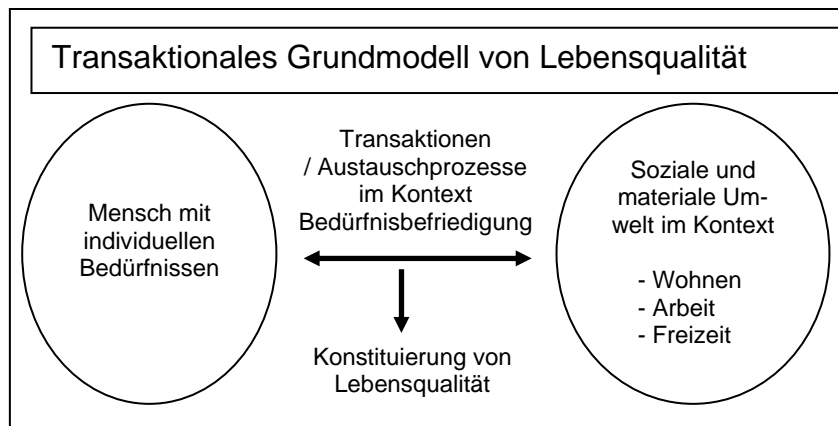 Transaktionales Grundmodell von Lebensqualität
Mensch mit
individuellen
Bedürfnissen
Transaktionen
/ Austauschprozesse
im Kontext
Bedürfnisbefriedigung
Konstituierung von
Lebensqualität
Soziale und
materiale Um-
welt im Kontext
- Wohnen
- Arbeit
- Freizeit